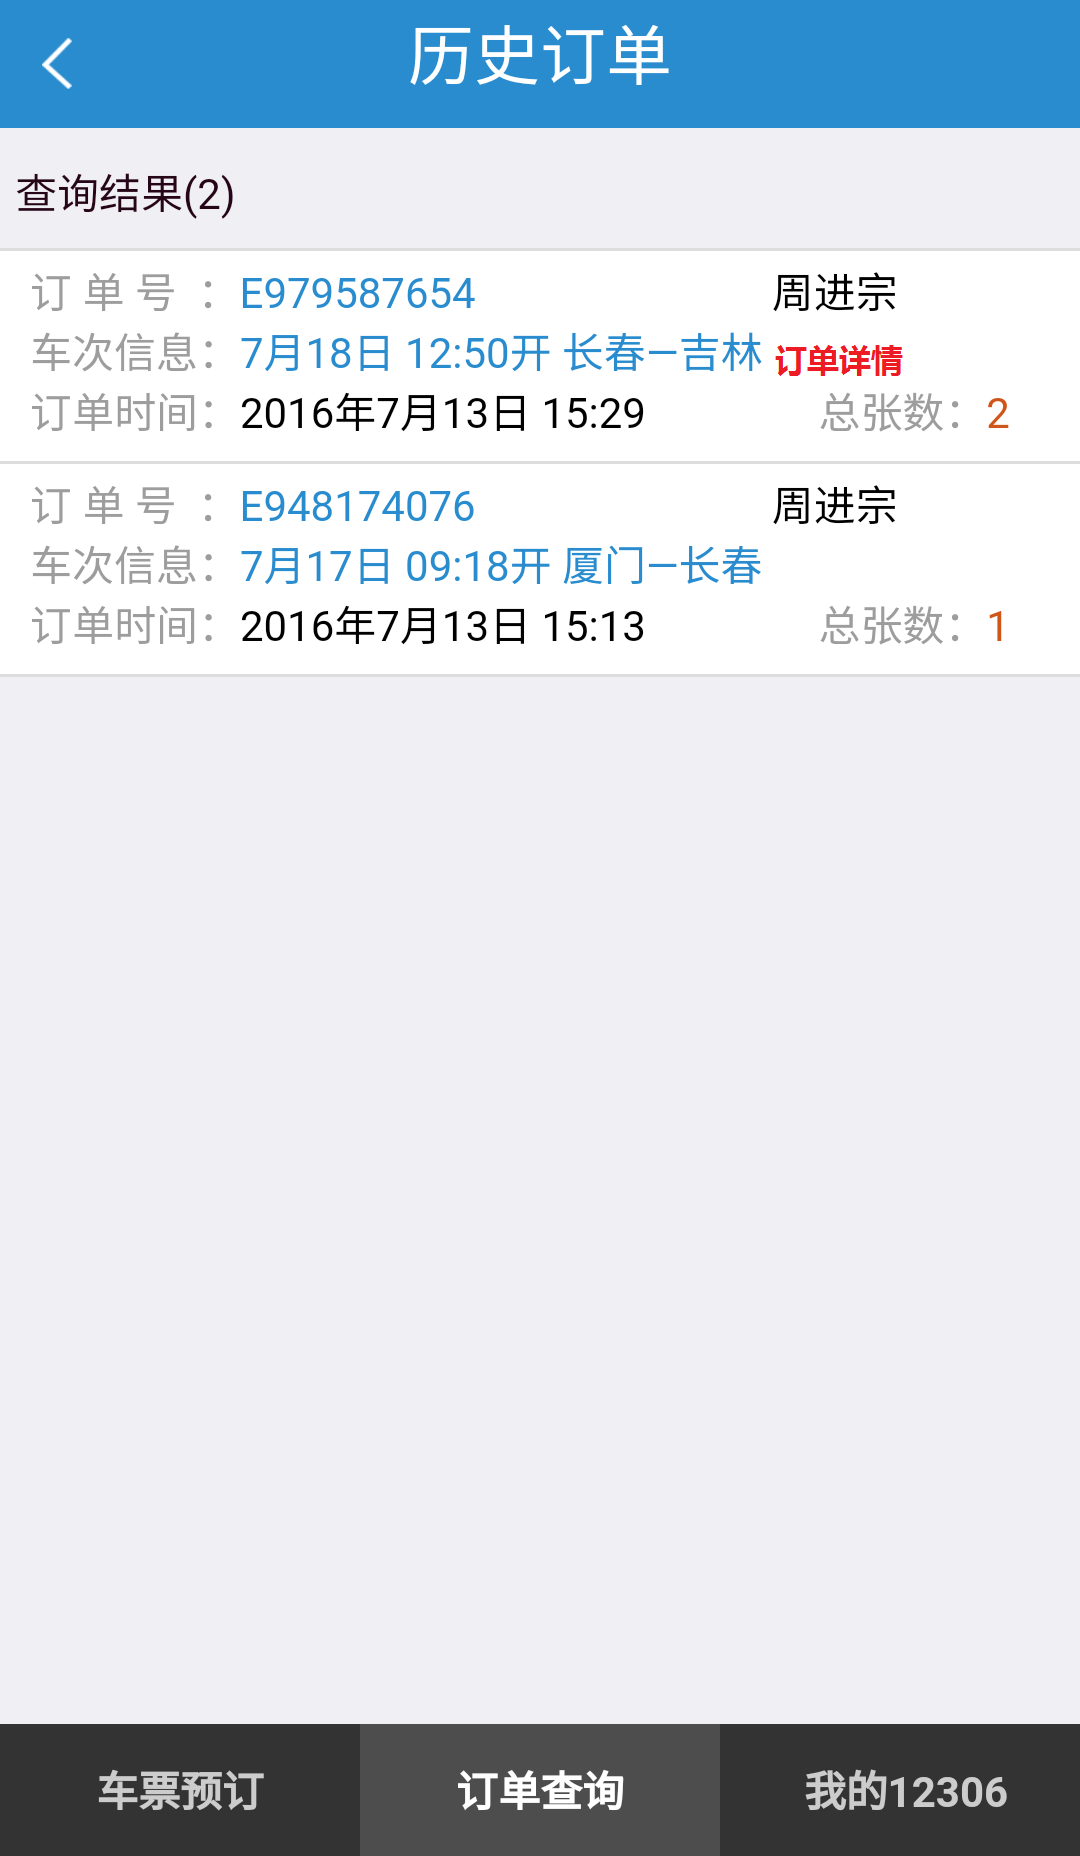 历史订单
查询结果(2)
订 单 号 ：E979587654 周进宗
车次信息：7月18日 12:50开 长春—吉林 订单详情
订单时间：2016年7月13日 15:29 总张数：2
订 单 号 ：E948174076 周进宗
车次信息：7月17日 09:18开 厦门—长春
订单时间：2016年7月13日 15:13 总张数：1
车票预订 订单查询 我的12306